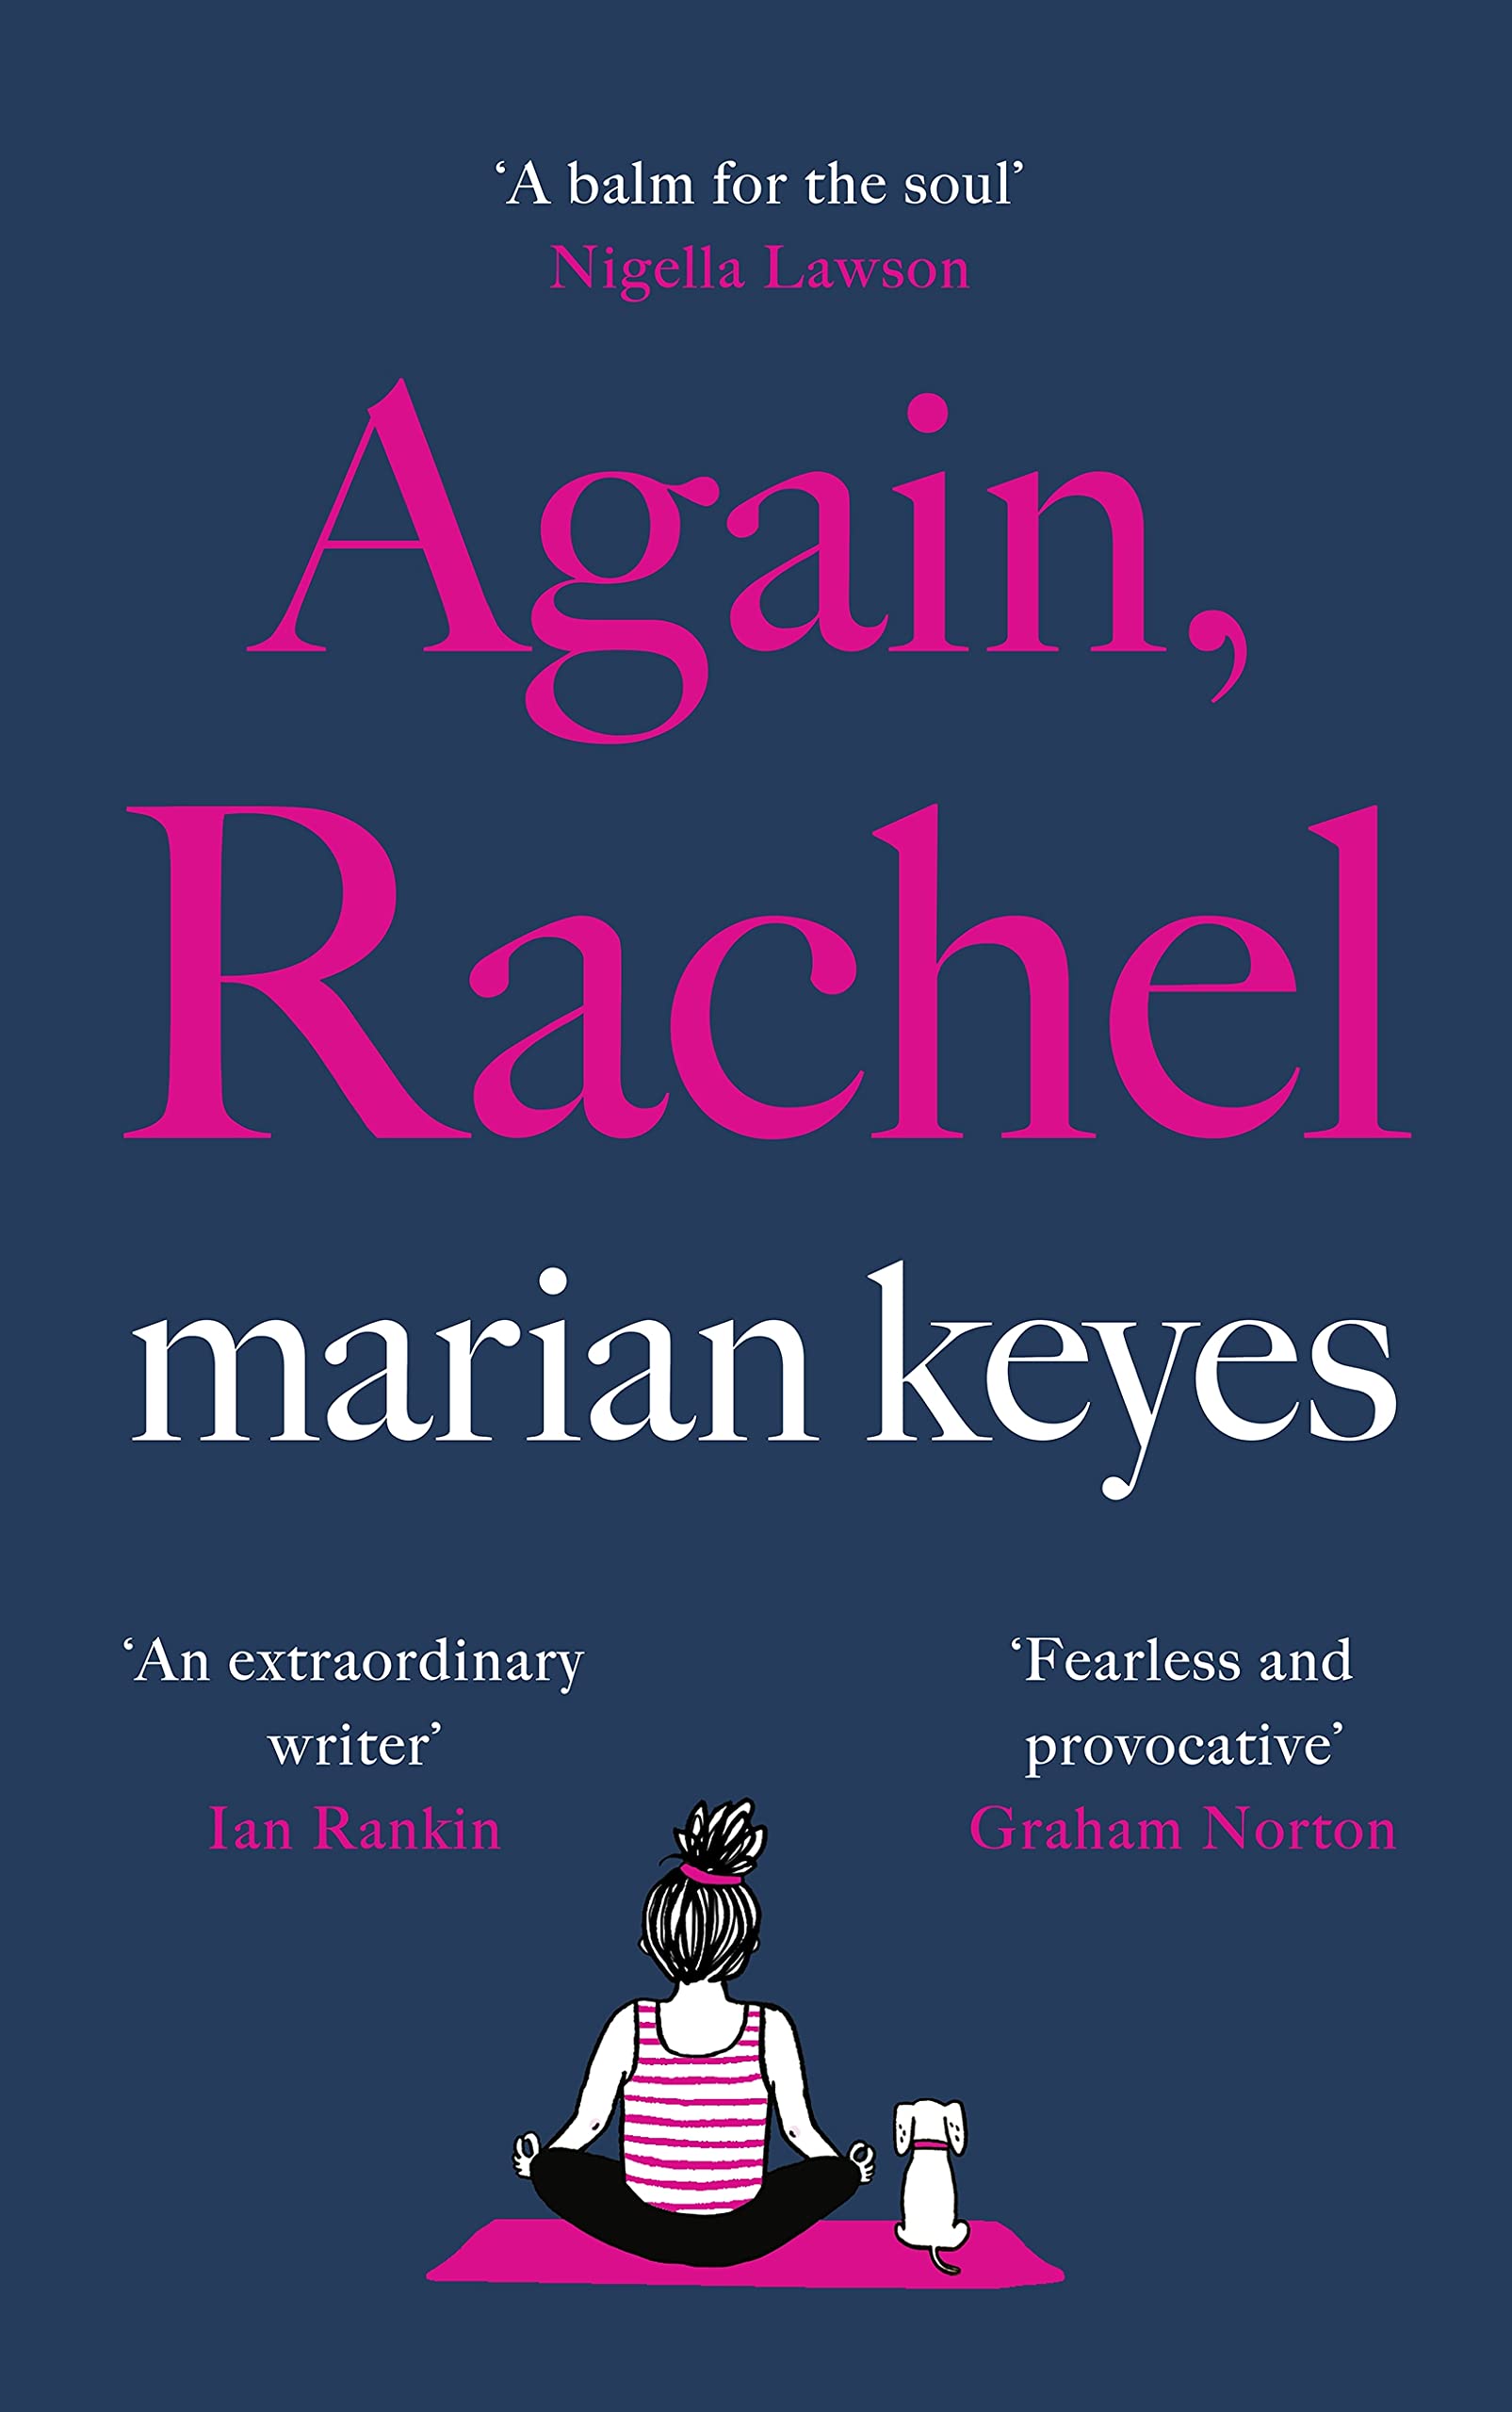 ‘A balm for the soul’
Nigella Lawson
Again,
Rachel
marian keyes
‘An extraordinary
writer’
Ian Rankin
‘Fearless and
provocative’
Graham Norton